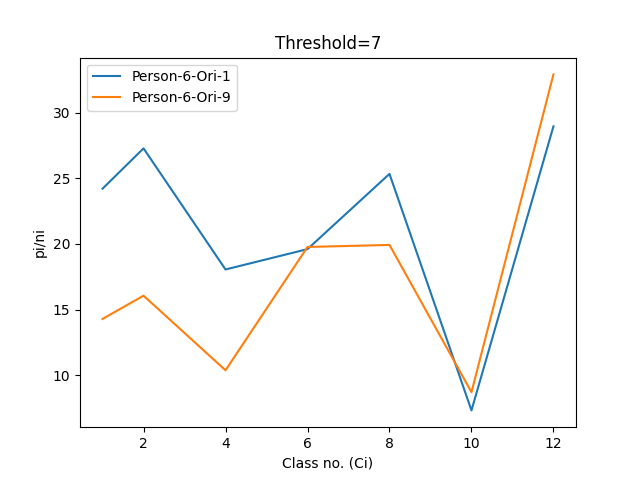 Threshold=7
Person-6-Ori-1
Person-6-Ori-9
pi/ni
30
25
20
15
10
2 4 6 8 10 12
Class no. (Ci)